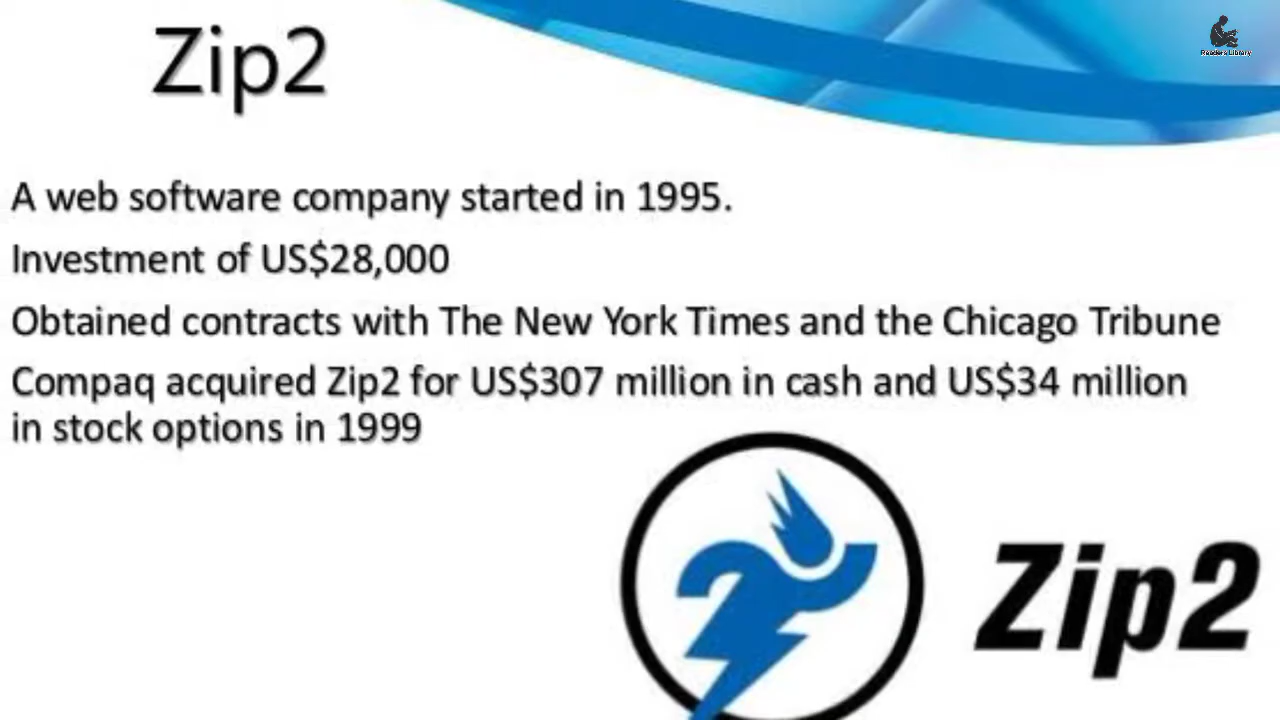 Zip2
Readers Library
A web software company started in 1995.
Investment of US$28,000
Obtained contracts with The New York Times and the Chicago Tribune
Compaq acquired Zip2 for US$307 million in cash and US$34 million
in stock options in 1999
Zip2